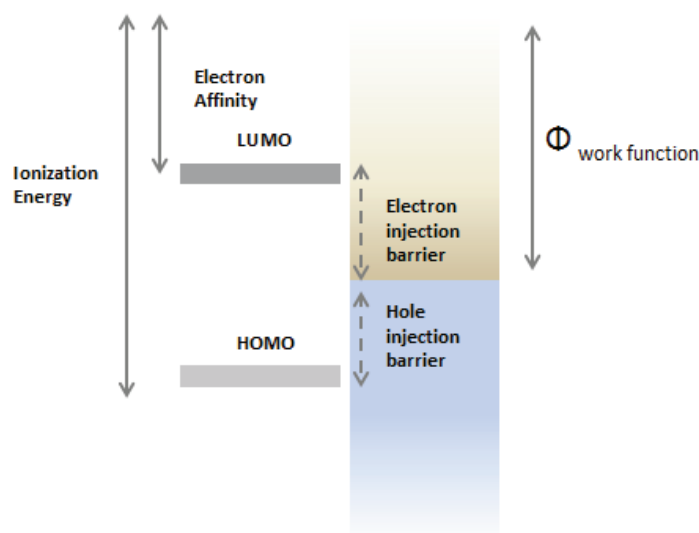 Electron
Affinity
LUMO
Ionization
Energy
Φ work function
Electron
injection
barrier
Hole
injection
barrier
HOMO